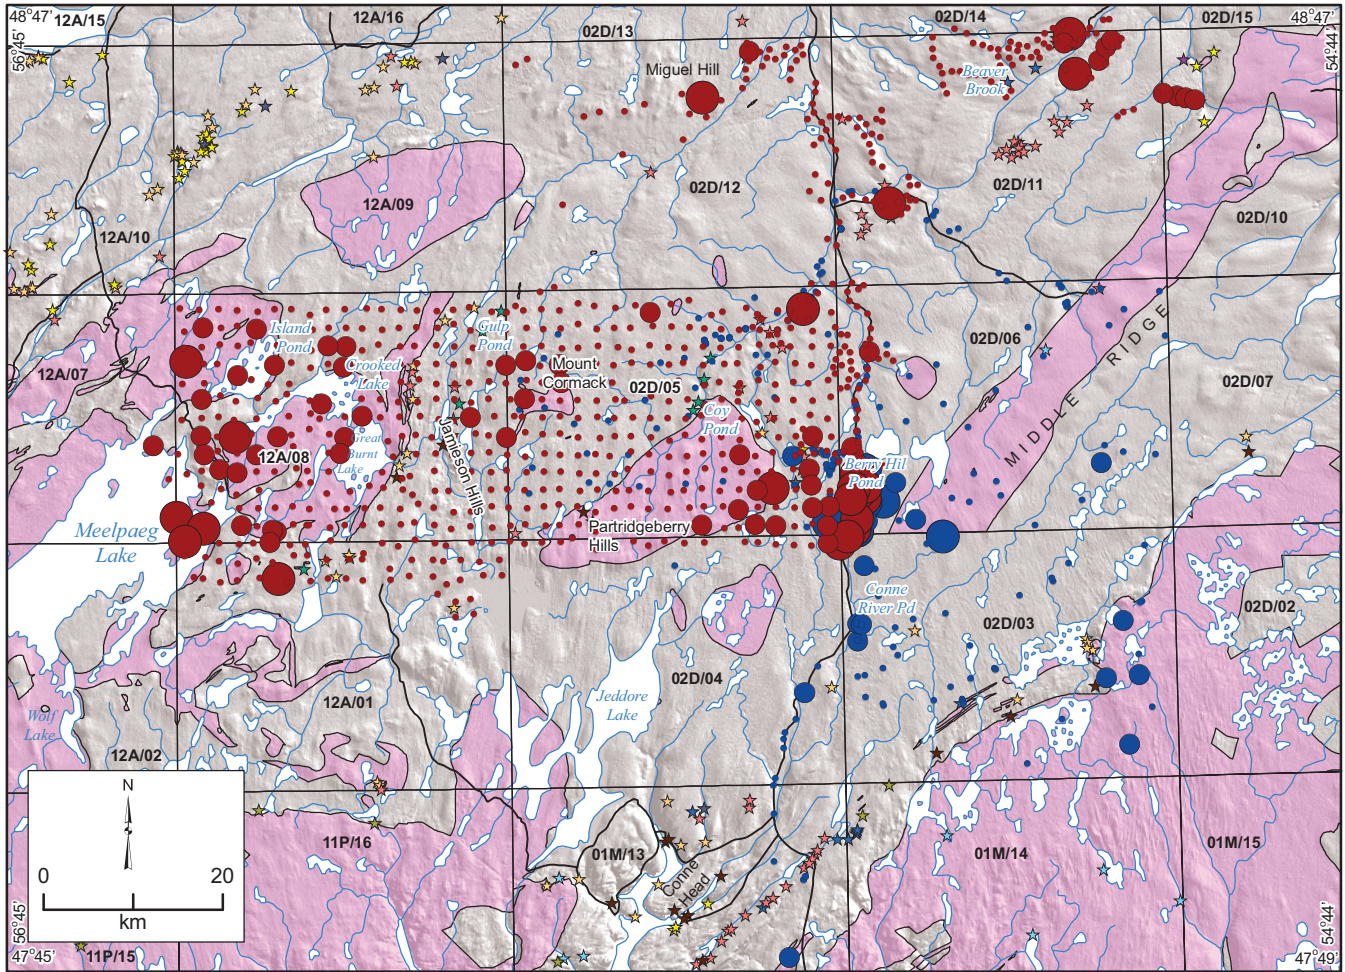 48°47'
12A/15
12A/16
02D/13
02D/14
02D/15
48°47'
56°45'
54°44'
Miguel Hill
Beaver
Brook
02D/12
02D/11
12A/09
12A/10
02D/10
Island
Pond
Gulp
Pond
Crooked
Lake
Mount
Cormack
02D/05
02D/06
MIDDLE RIDGE
02D/07
12A/07
Coy
Pond
Great
Burnt
Lake
12A/08
Jamieson Hills
Berry Hil
Pond
Meelpaeg
Lake
Partridgeberry
Hills
Conne
River Pd
02D/03
02D/02
02D/04
Jeddore
Lake
Wolf
Lake
12A/01
12A/02
N
0
20
km
11P/16
01M/13
Conne
Head
01M/14
01M/15
56°45'
54°44'
47°45'
11P/15
47°49'